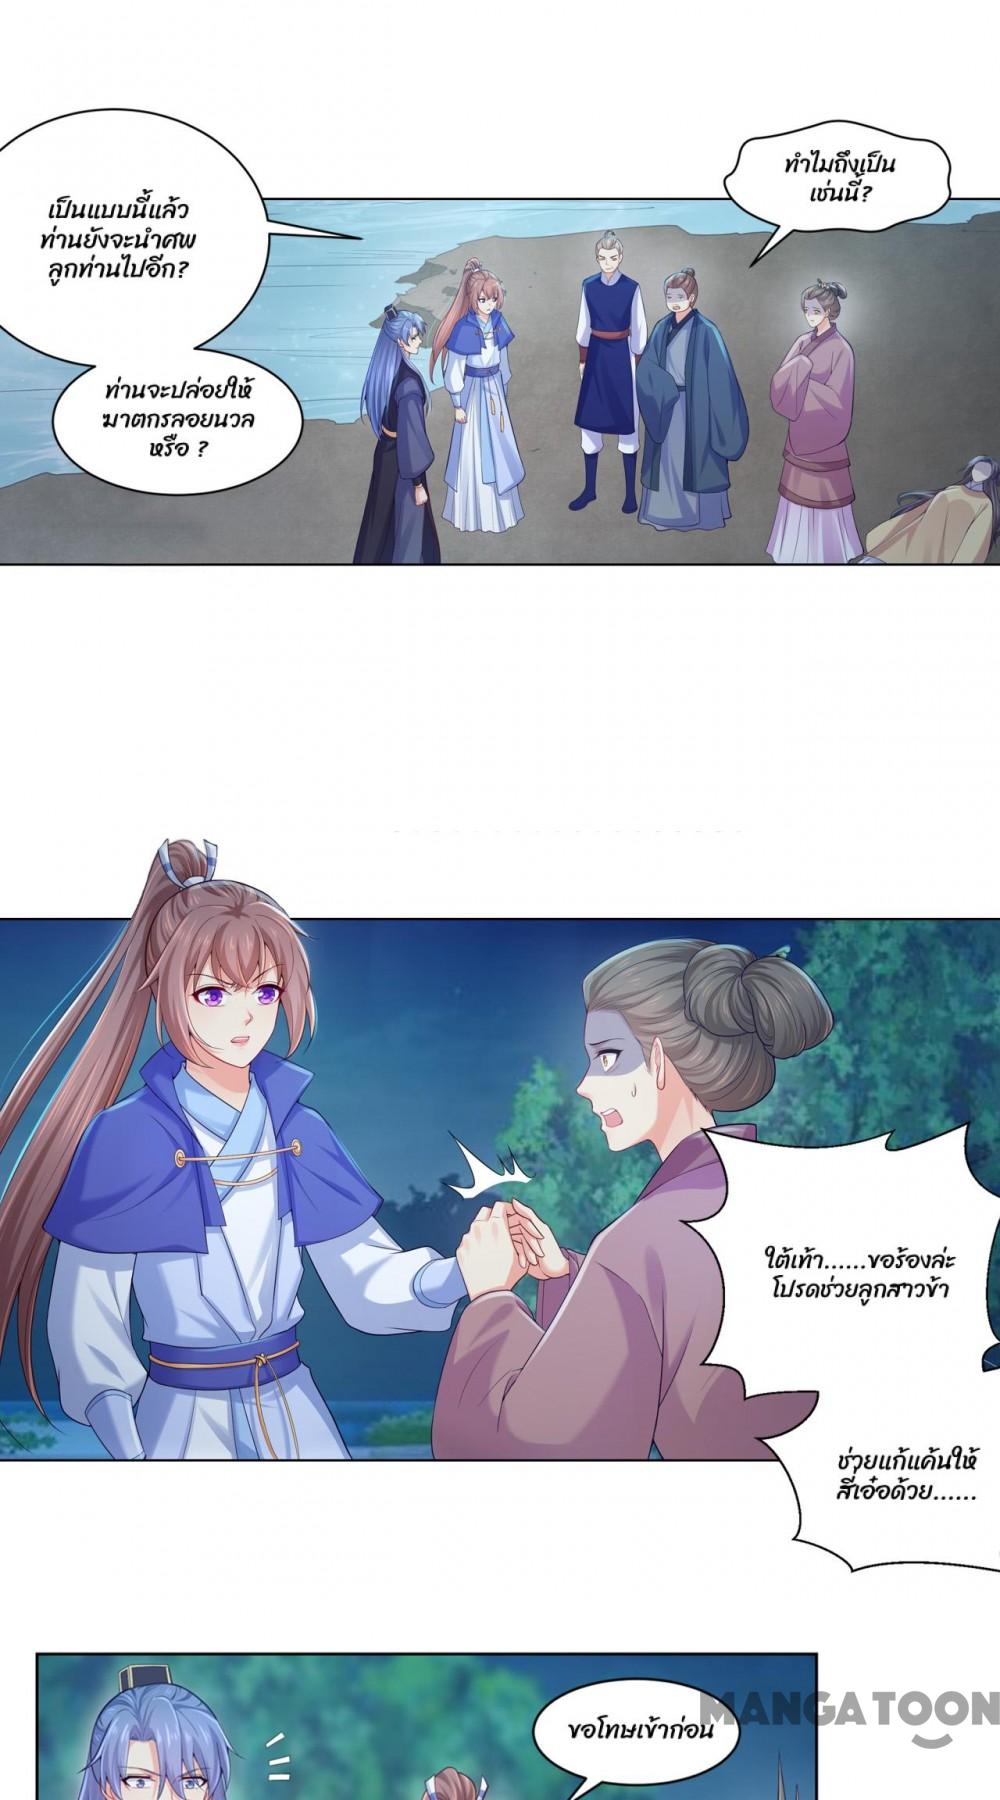 เป็นแบบนี้แล้ว
ท่านยังจะนำศพ
ลูกท่านไปอีก?
ท่านจะปล่อยให้
ฆาตกรลอยนวล
หรือ ?
ทำไมถึงเป็น
เช่นนี้?
ใต้เท้า......ขอร้องล่ะ
โปรดช่วยลูกสาวข้า
ช่วยแก้แค้นให้
สี่เอ๋อด้วย......
ขอโทษเข้าก่อน
MANGATOON